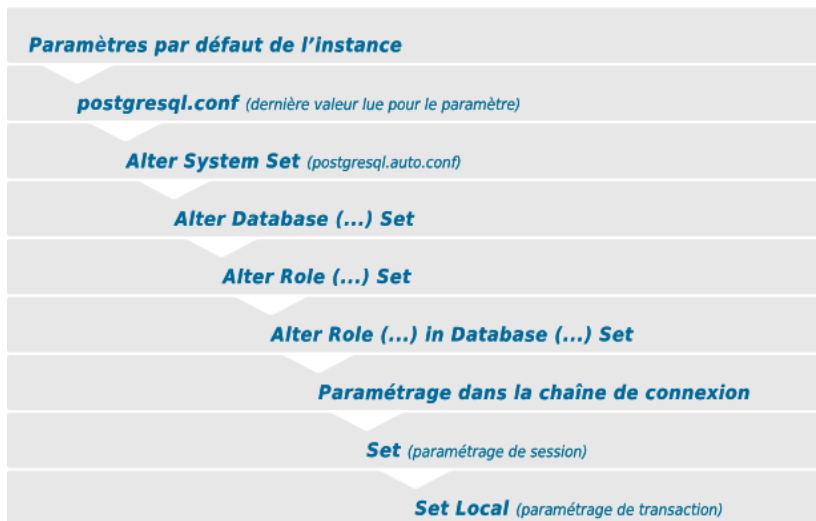 Paramètres par défaut de l’instance
postgresql.conf (dernière valeur lue pour le paramètre)
Alter System Set (postgresql.auto.conf)
Alter Database (...) Set
Alter Role (...) Set
Alter Role (...) in Database (...) Set
Paramétrage dans la chaîne de connexion
Set (paramétrage de session)
Set Local (paramétrage de transaction)